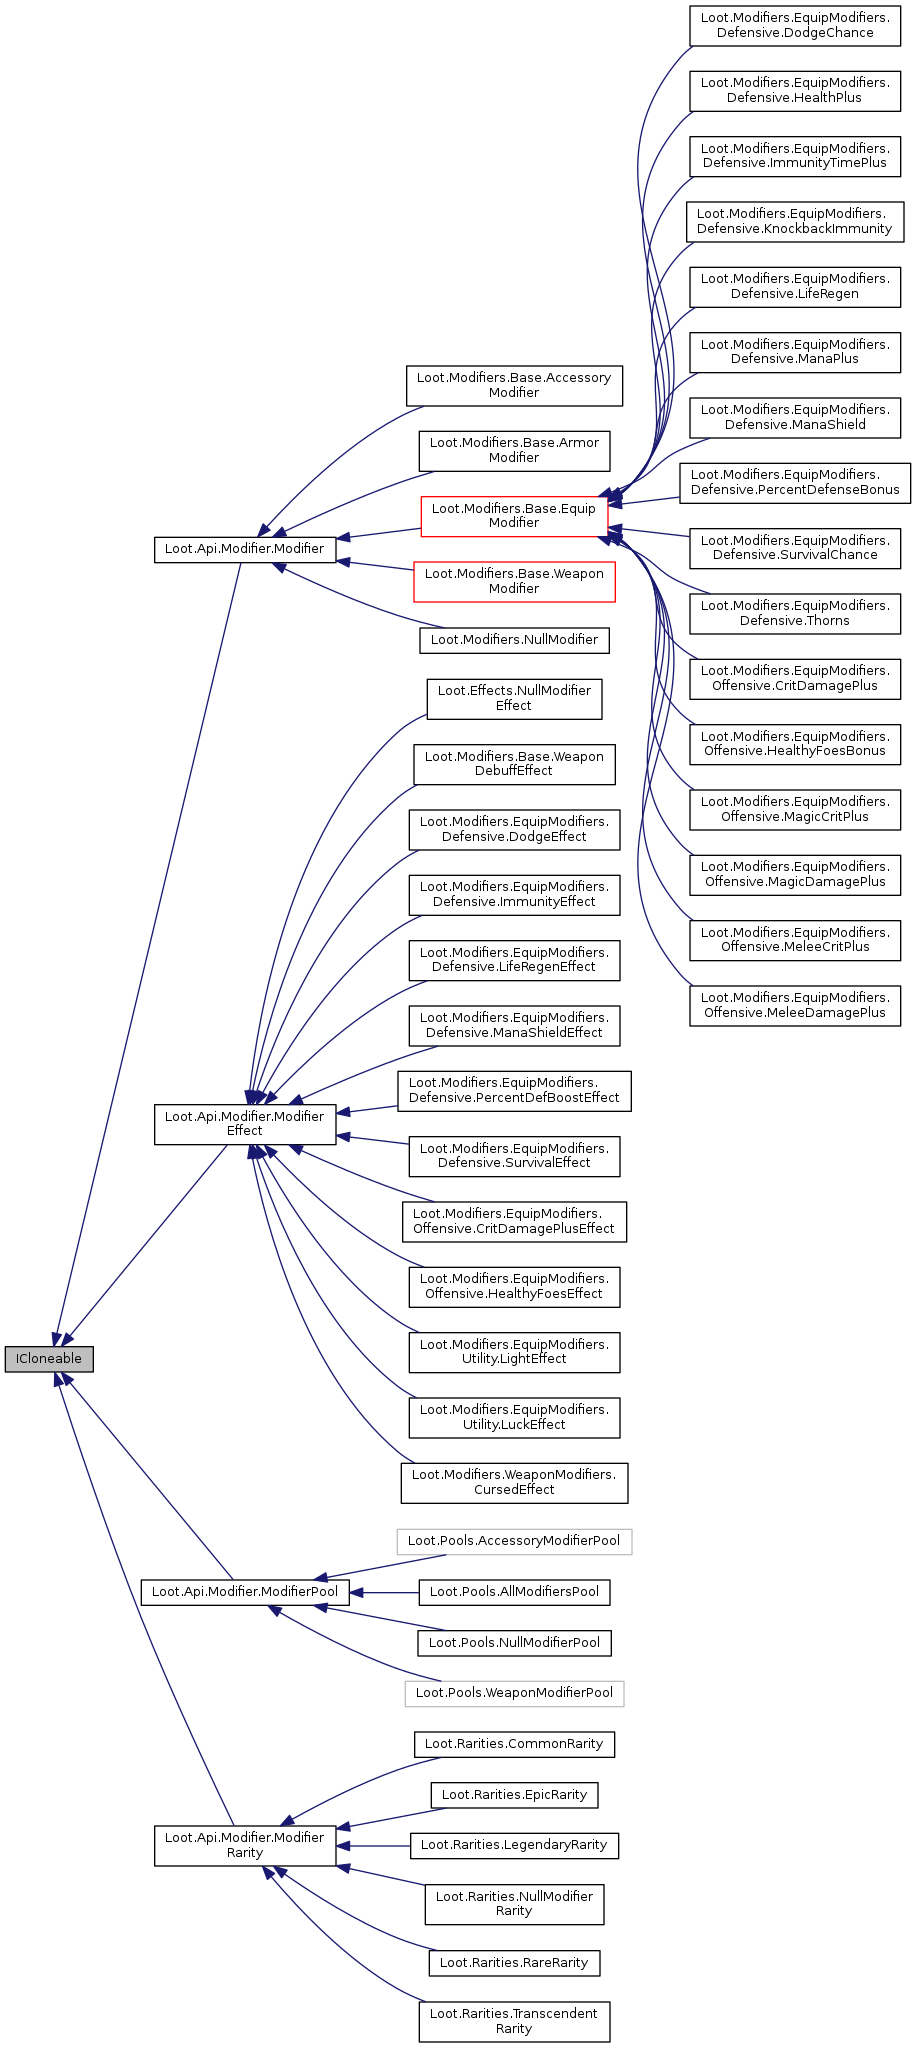 ICloneable
Loot.Api.Modifier.Modifier
Loot.Modifiers.Base.Accessory
Modifier
Loot.Modifiers.Base.Armor
Modifier
Loot.Modifiers.Base.Equip
Modifier
Loot.Modifiers.EquipModifiers.
Defensive.DodgeChance
Loot.Modifiers.EquipModifiers.
Defensive.HealthPlus
Loot.Modifiers.EquipModifiers.
Defensive.ImmunityTimePlus
Loot.Modifiers.EquipModifiers.
Defensive.KnockbackImmunity
Loot.Modifiers.EquipModifiers.
Defensive.LifeRegen
Loot.Modifiers.EquipModifiers.
Defensive.ManaPlus
Loot.Modifiers.EquipModifiers.
Defensive.ManaShield
Loot.Modifiers.EquipModifiers.
Defensive.PercentDefenseBonus
Loot.Modifiers.EquipModifiers.
Defensive.SurvivalChance
Loot.Modifiers.EquipModifiers.
Defensive.Thorns
Loot.Modifiers.EquipModifiers.
Offensive.CritDamagePlus
Loot.Modifiers.EquipModifiers.
Offensive.HealthyFoesBonus
Loot.Modifiers.EquipModifiers.
Offensive.MagicCritPlus
Loot.Modifiers.EquipModifiers.
Offensive.MagicDamagePlus
Loot.Modifiers.EquipModifiers.
Offensive.MeleeCritPlus
Loot.Modifiers.EquipModifiers.
Offensive.MeleeDamagePlus
Loot.Modifiers.Base.Weapon
Modifier
Loot.Modifiers.NullModifier
Loot.Api.Modifier.Modifier
Effect
Loot.Effects.NullModifier
Effect
Loot.Modifiers.Base.Weapon
DebuffEffect
Loot.Modifiers.EquipModifiers.
Defensive.DodgeEffect
Loot.Modifiers.EquipModifiers.
Defensive.ImmunityEffect
Loot.Modifiers.EquipModifiers.
Defensive.LifeRegenEffect
Loot.Modifiers.EquipModifiers.
Defensive.ManaShieldEffect
Loot.Modifiers.EquipModifiers.
Defensive.PercentDefBoostEffect
Loot.Modifiers.EquipModifiers.
Defensive.SurvivalEffect
Loot.Modifiers.EquipModifiers.
Offensive.CritDamagePlusEffect
Loot.Modifiers.EquipModifiers.
Offensive.HealthyFoesEffect
Loot.Modifiers.EquipModifiers.
Utility.LightEffect
Loot.Modifiers.EquipModifiers.
Utility.LuckEffect
Loot.Modifiers.WeaponModifiers.
CursedEffect
Loot.Api.Modifier.ModifierPool
Loot.Pools.AccessoryModifierPool
Loot.Pools.AllModifiersPool
Loot.Pools.NullModifierPool
Loot.Pools.WeaponModifierPool
Loot.Api.Modifier.Modifier
Rarity
Loot.Rarities.CommonRarity
Loot.Rarities.EpicRarity
Loot.Rarities.LegendaryRarity
Loot.Rarities.NullModifier
Rarity
Loot.Rarities.RareRarity
Loot.Rarities.Transcendent
Rarity